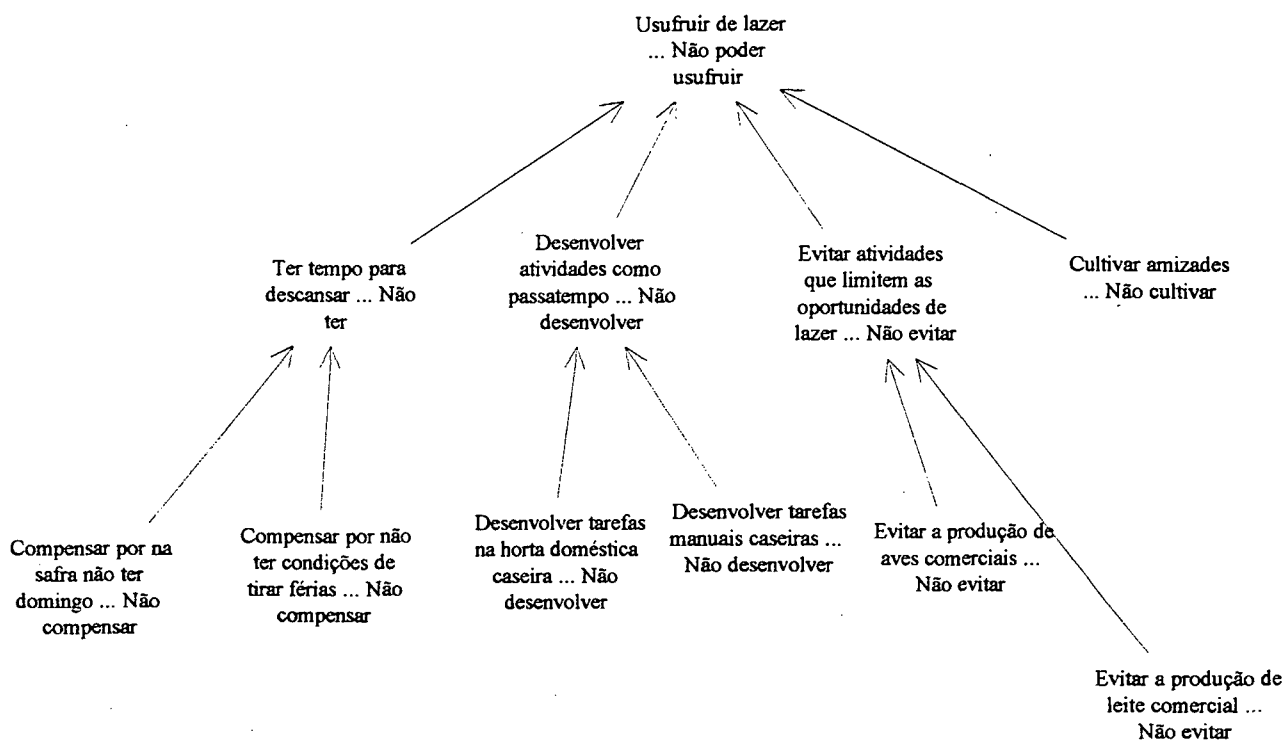 Usufruir de lazer
... Não poder
usufruir
Ter tempo para
descansar ... Não
ter
Desenvolver
atividades como
passatempo ... Não
desenvolver
Evitar atividades
que limitem as
oportunidades de
lazer ... Não evitar
Cultivar amizades
... Não cultivar
Compensar por na
safra não ter
domingo ... Não
compensar
Compensar por não
ter condições de
tirar férias ... Não
compensar
Desenvolver tarefas
na horta doméstica
caseira ... Não
desenvolver
Desenvolver tarefas
manuais caseiras ...
Não desenvolver
Evitar a produção de
aves comerciais ...
Não evitar
Evitar a produção de
leite comercial ...
Não evitar